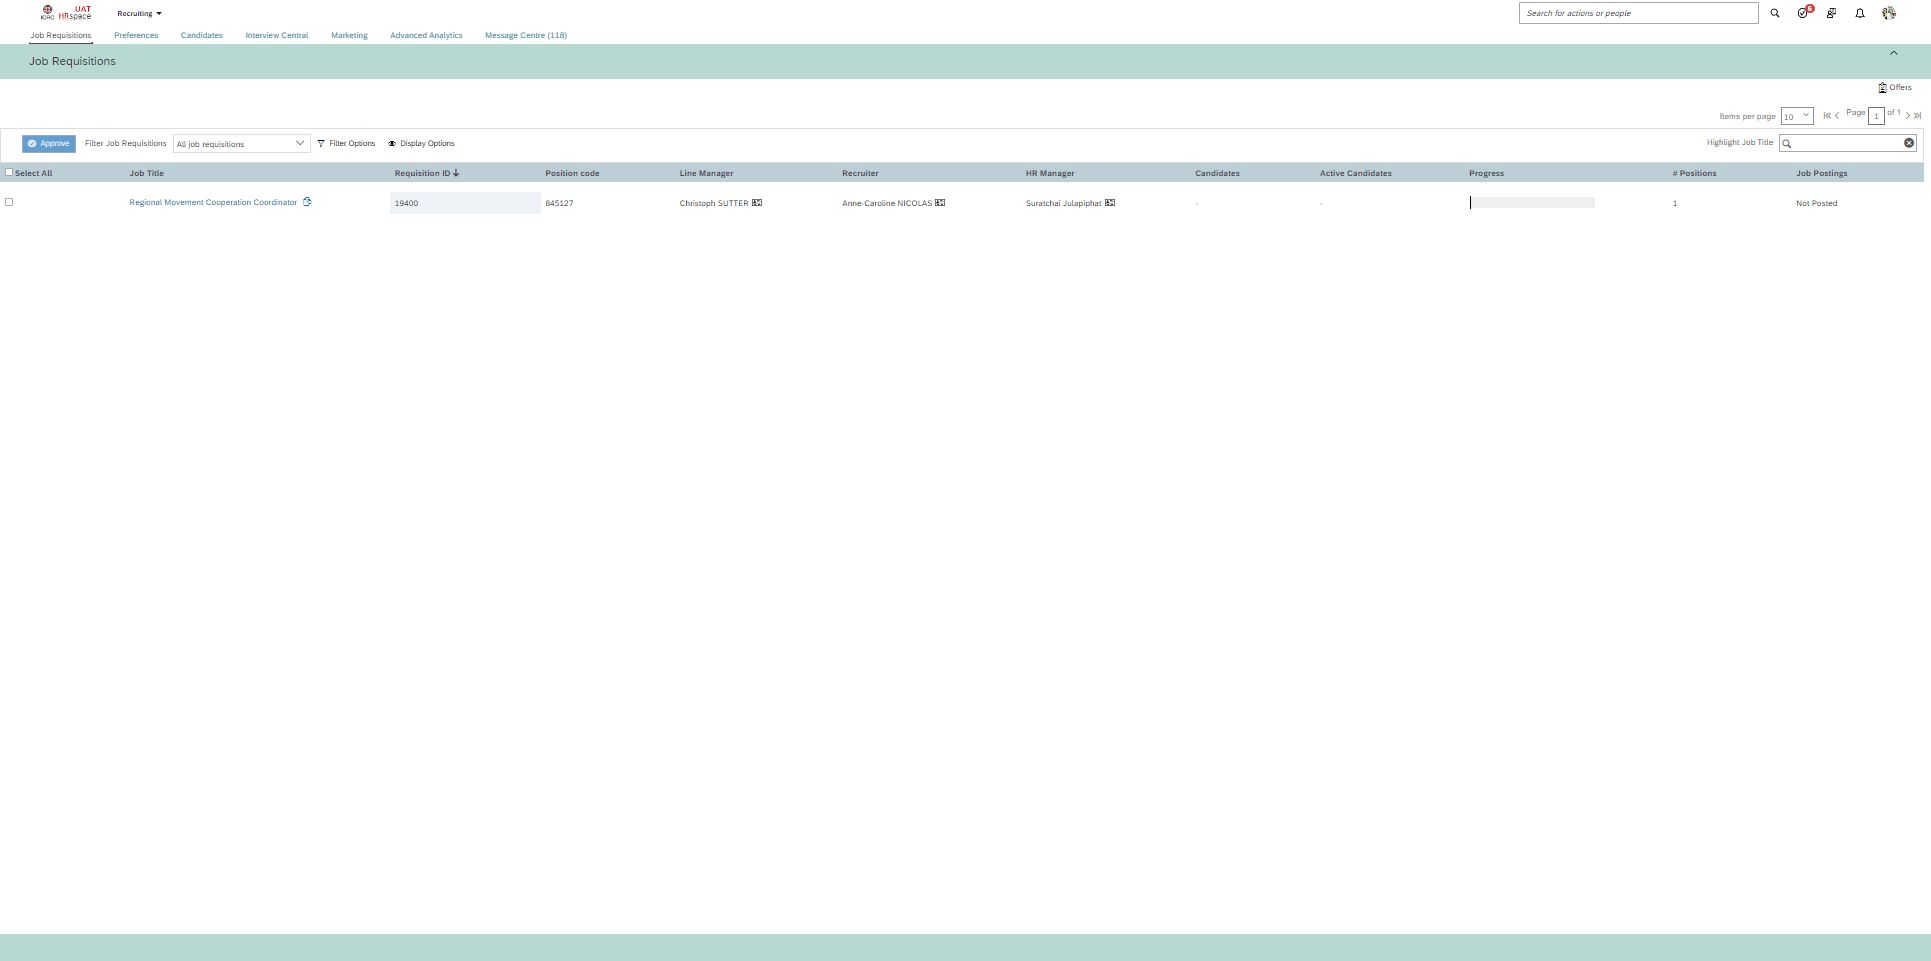 ICRC UAT HRspace Recruiting Search for actions or people 6
Job Requisitions Preferences Candidates Interview Central Marketing Advanced Analytics Message Centre (118)
Job Requisitions
Offers
Items per page 10 Page 1 of 1
Approve Filter Job Requisitions All job requisitions Filter Options Display Options Highlight Job Title
Select All Job Title Requisition ID Position code Line Manager Recruiter HR Manager Candidates Active Candidates Progress # Positions Job Postings
Regional Movement Cooperation Coordinator 19400 845127 Christoph SUTTER Anne-Caroline NICOLAS Suratchai Julapiphat - - 1 Not Posted